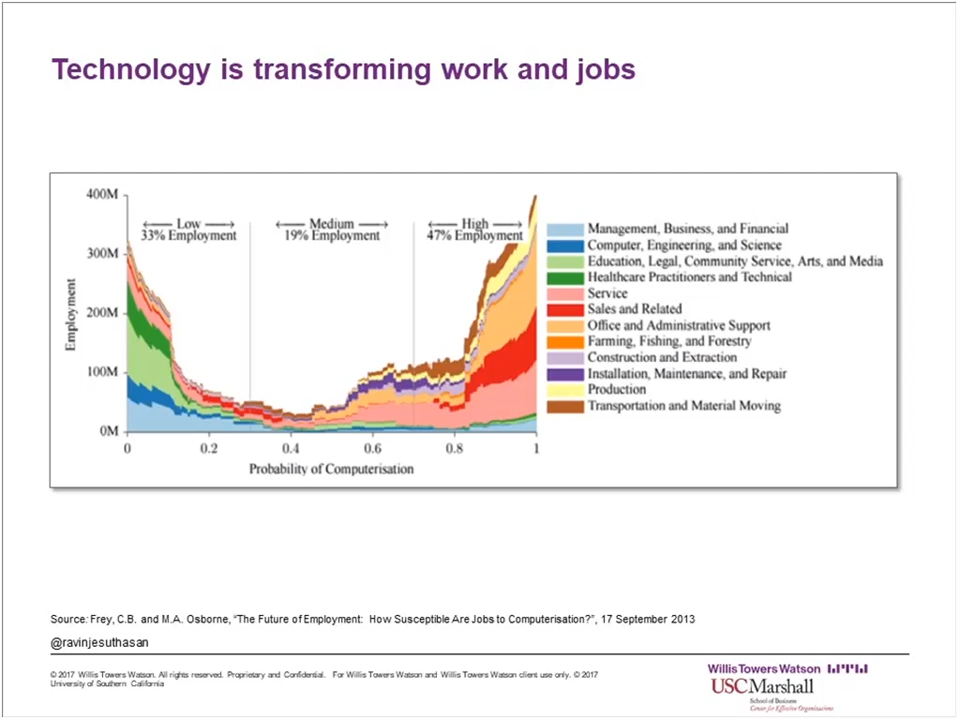 Technology is transforming work and jobs
400M
300M
200M
100M
0M
Employment
Low
33% Employment
Medium
19% Employment
High
47% Employment
0
0.2
0.4
0.6
0.8
1
Probability of Computerisation
Management, Business, and Financial
Computer, Engineering, and Science
Education, Legal, Community Service, Arts, and Media
Healthcare Practitioners and Technical
Service
Sales and Related
Office and Administrative Support
Farming, Fishing, and Forestry
Construction and Extraction
Installation, Maintenance, and Repair
Production
Transportation and Material Moving
Source: Frey, C.B. and M.A. Osborne, “The Future of Employment: How Susceptible Are Jobs to Computerisation?”, 17 September 2013
@ravinjesuthasan
© 2017 Willis Towers Watson. All rights reserved. Proprietary and Confidential. For Willis Towers Watson and Willis Towers Watson client use only. © 2017
University of Southern California
Willis Towers Watson
USC Marshall
School of Business
Center for Effective Organizations